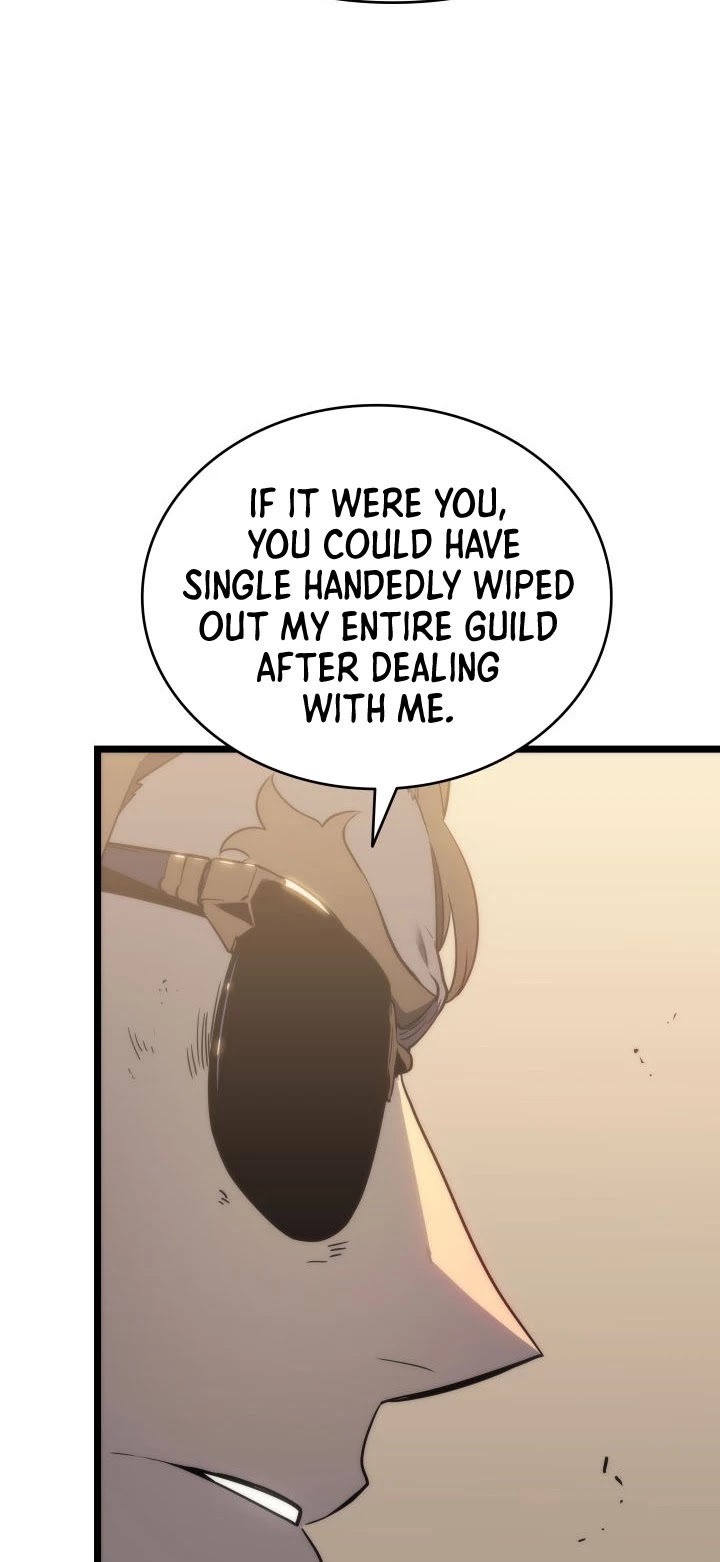 IF IT WERE YOU,
YOU COULD HAVE
SINGLE HANDEDLY WIPED
OUT MY ENTIRE GUILD
AFTER DEALING
WITH ME.